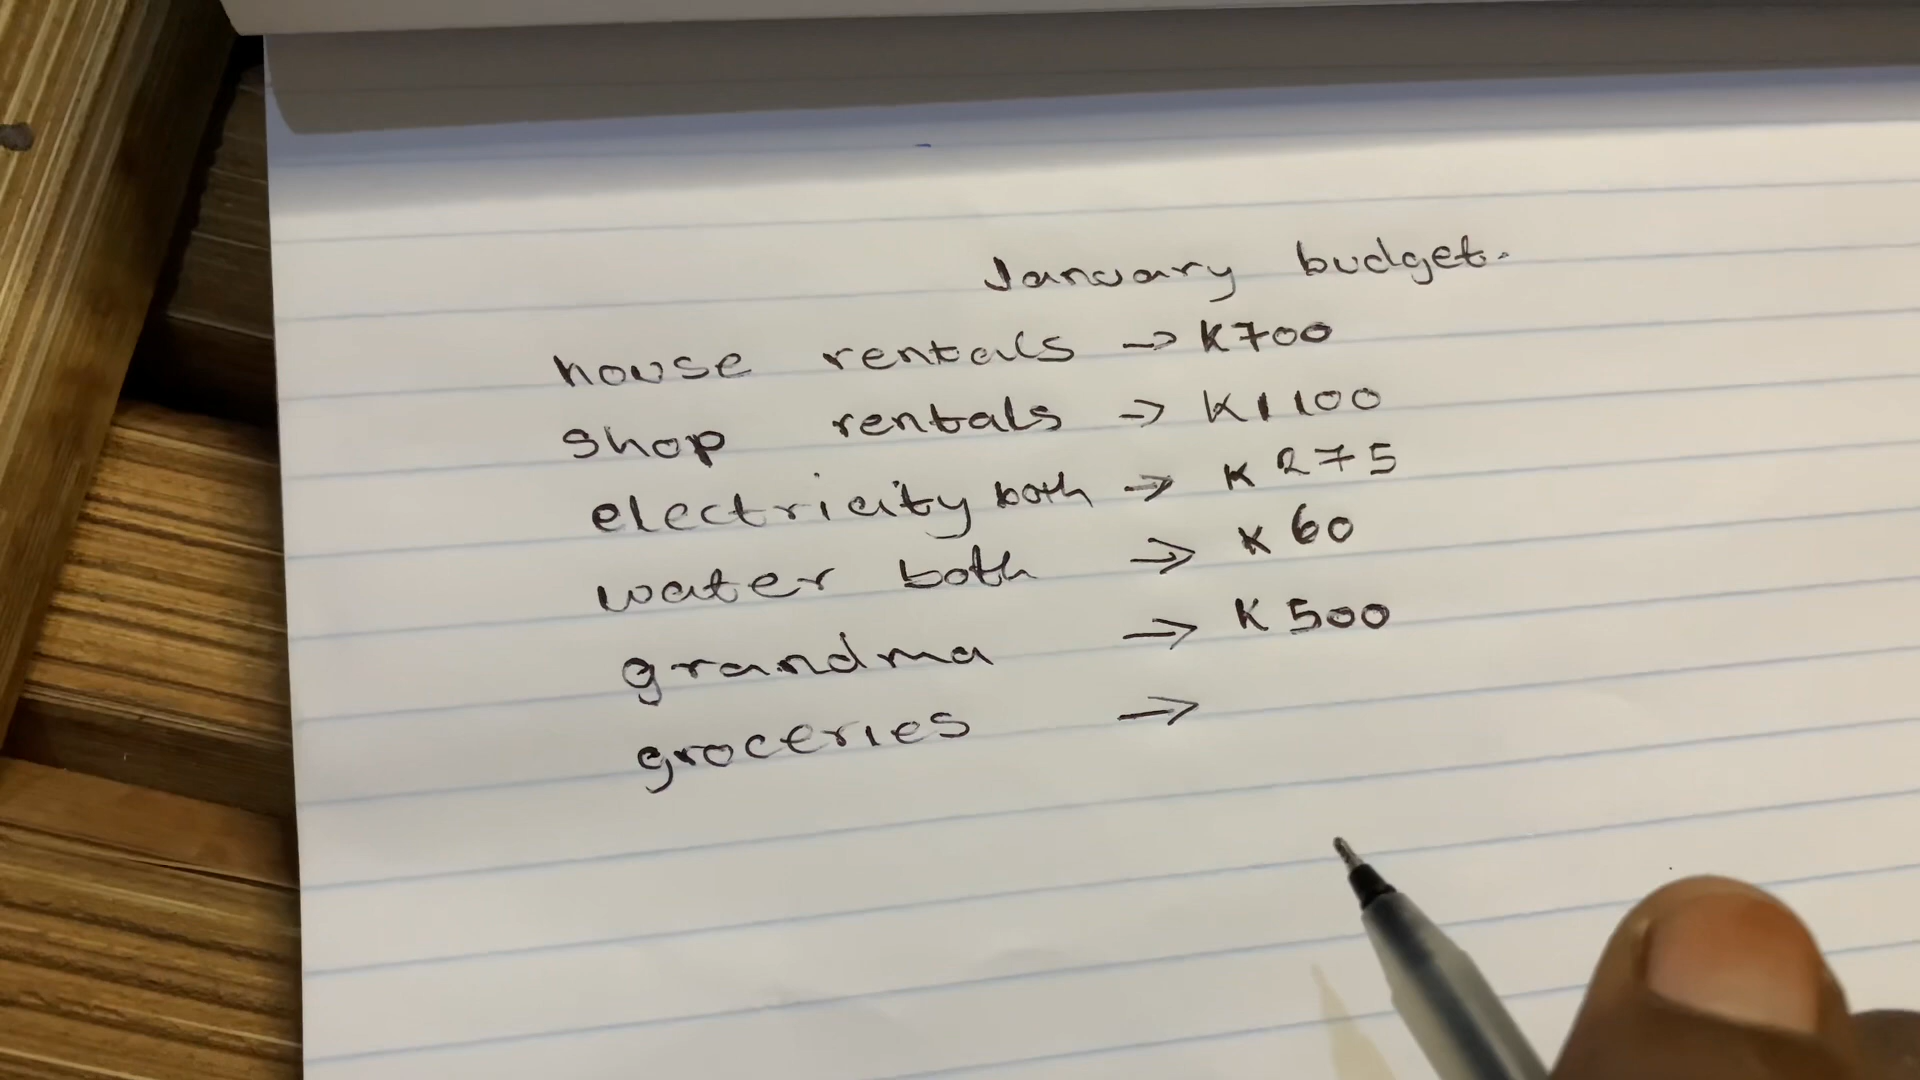 January budget.
house rentals → K700
shop rentals → K1100
electricity both → K275
water both → K60
grandma → K500
groceries →